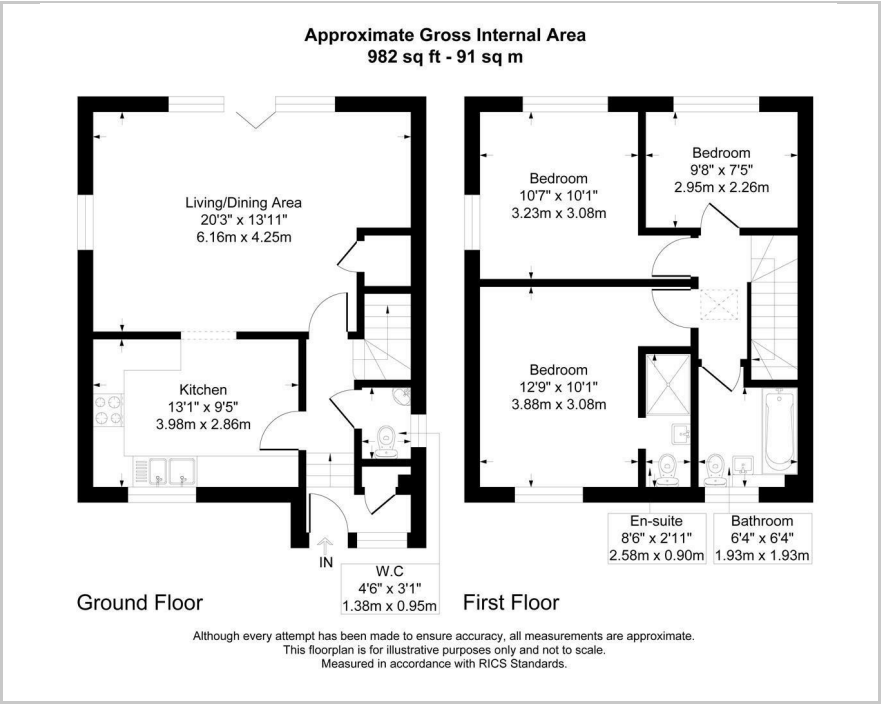 Approximate Gross Internal Area
982 sq ft - 91 sq m
Living/Dining Area
20'3" x 13'11"
6.16m x 4.25m
Kitchen
13'1" x 9'5"
3.98m x 2.86m
IN
W.C
4'6" x 3'1"
1.38m x 0.95m
Ground Floor
Bedroom
10'7" x 10'1"
3.23m x 3.08m
Bedroom
9'8" x 7'5"
2.95m x 2.26m
Bedroom
12'9" x 10'1"
3.88m x 3.08m
En-suite
8'6" x 2'11"
2.58m x 0.90m
Bathroom
6'4" x 6'4"
1.93m x 1.93m
First Floor
Although every attempt has been made to ensure accuracy, all measurements are approximate.
This floorplan is for illustrative purposes only and not to scale.
Measured in accordance with RICS Standards.